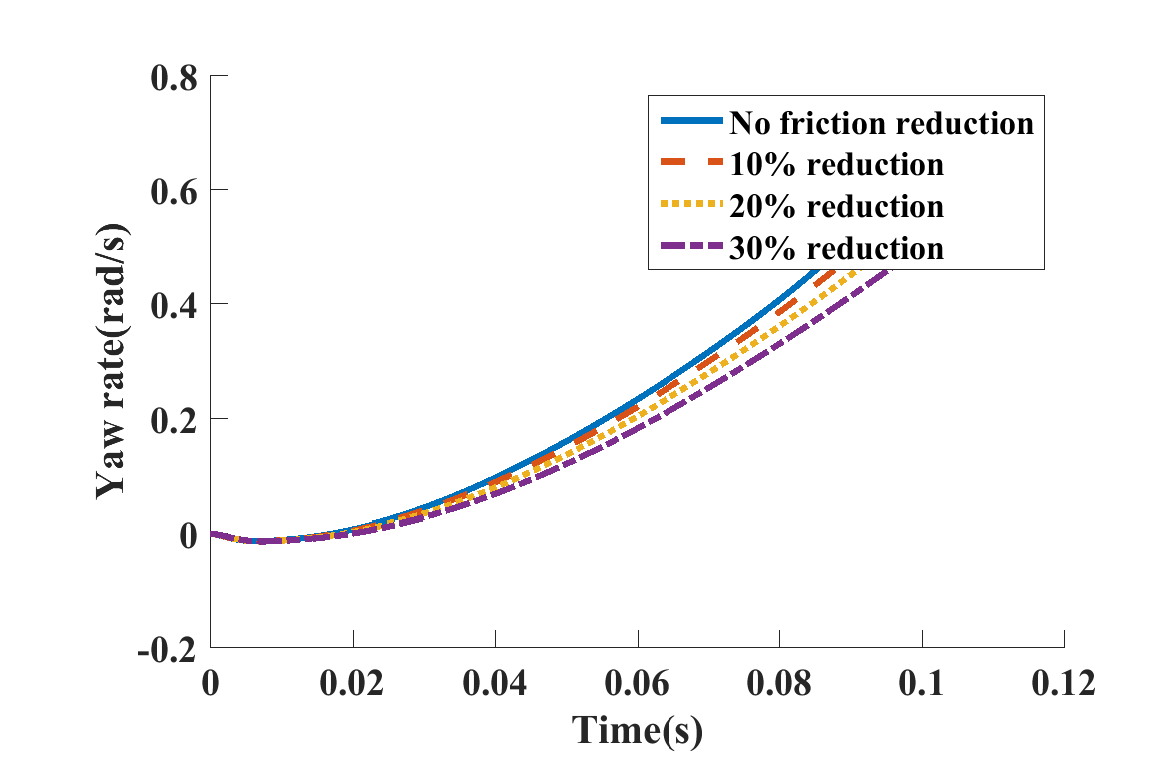 0.8
0.6
0.4
0.2
0
-0.2
Yaw rate(rad/s)
No friction reduction
10% reduction
20% reduction
30% reduction
0 0.02 0.04 0.06 0.08 0.1 0.12
Time(s)